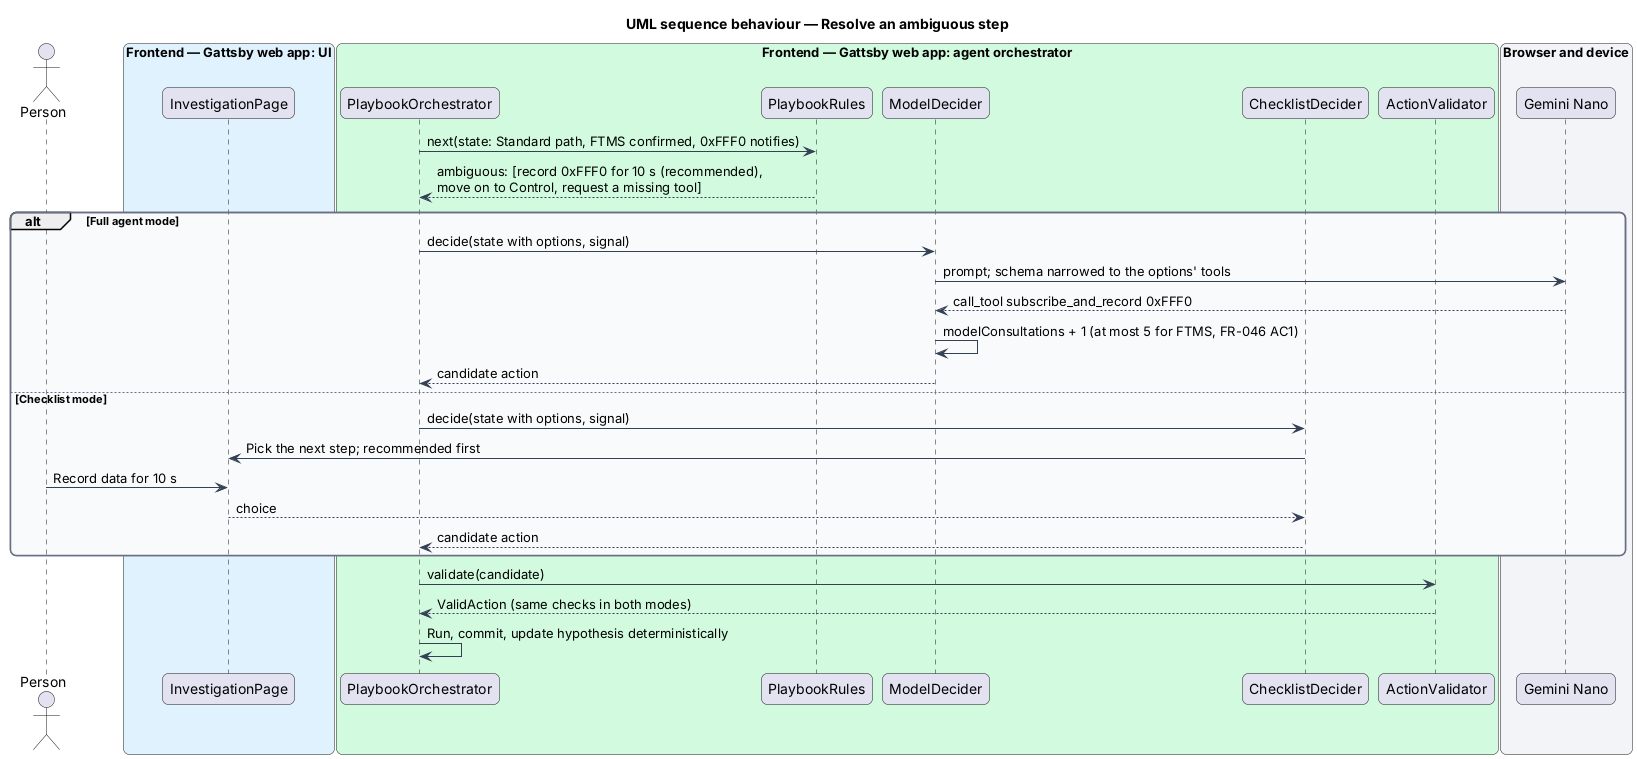 UML sequence behaviour — Resolve an ambiguous step
Frontend — Gattsby web app: UI
Frontend — Gattsby web app: agent orchestrator
Browser and device
Person
InvestigationPage
PlaybookOrchestrator
PlaybookRules
ModelDecider
ChecklistDecider
ActionValidator
Gemini Nano
next(state: Standard path, FTMS confirmed, 0xFFF0 notifies)
ambiguous: [record 0xFFF0 for 10 s (recommended),
move on to Control, request a missing tool]
alt
[Full agent mode]
decide(state with options, signal)
prompt; schema narrowed to the options' tools
call_tool subscribe_and_record 0xFFF0
modelConsultations + 1 (at most 5 for FTMS, FR-046 AC1)
candidate action
[Checklist mode]
decide(state with options, signal)
Pick the next step; recommended first
Record data for 10 s
choice
candidate action
validate(candidate)
ValidAction (same checks in both modes)
Run, commit, update hypothesis deterministically
Person
InvestigationPage
PlaybookOrchestrator
PlaybookRules
ModelDecider
ChecklistDecider
ActionValidator
Gemini Nano